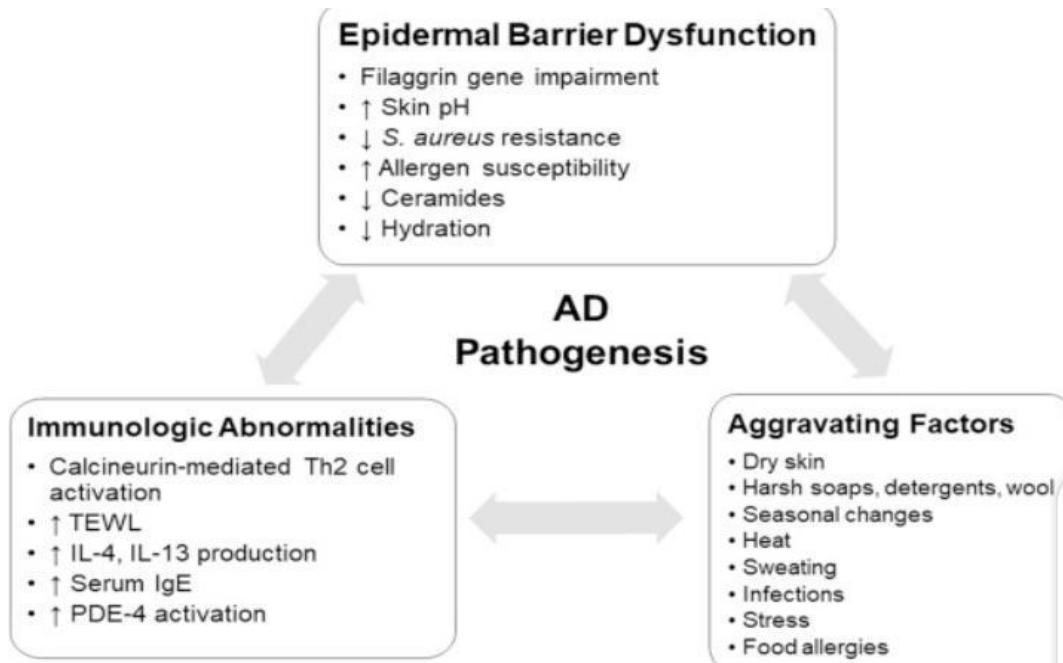 Epidermal Barrier Dysfunction
• Filaggrin gene impairment
• ↑ Skin pH
• ↓ S. aureus resistance
• ↑ Allergen susceptibility
• ↓ Ceramides
• ↓ Hydration
AD
Pathogenesis
Immunologic Abnormalities
• Calcineurin-mediated Th2 cell
activation
• ↑ TEWL
• ↑ IL-4, IL-13 production
• ↑ Serum IgE
• ↑ PDE-4 activation
Aggravating Factors
• Dry skin
• Harsh soaps, detergents, wool
• Seasonal changes
• Heat
• Sweating
• Infections
• Stress
• Food allergies